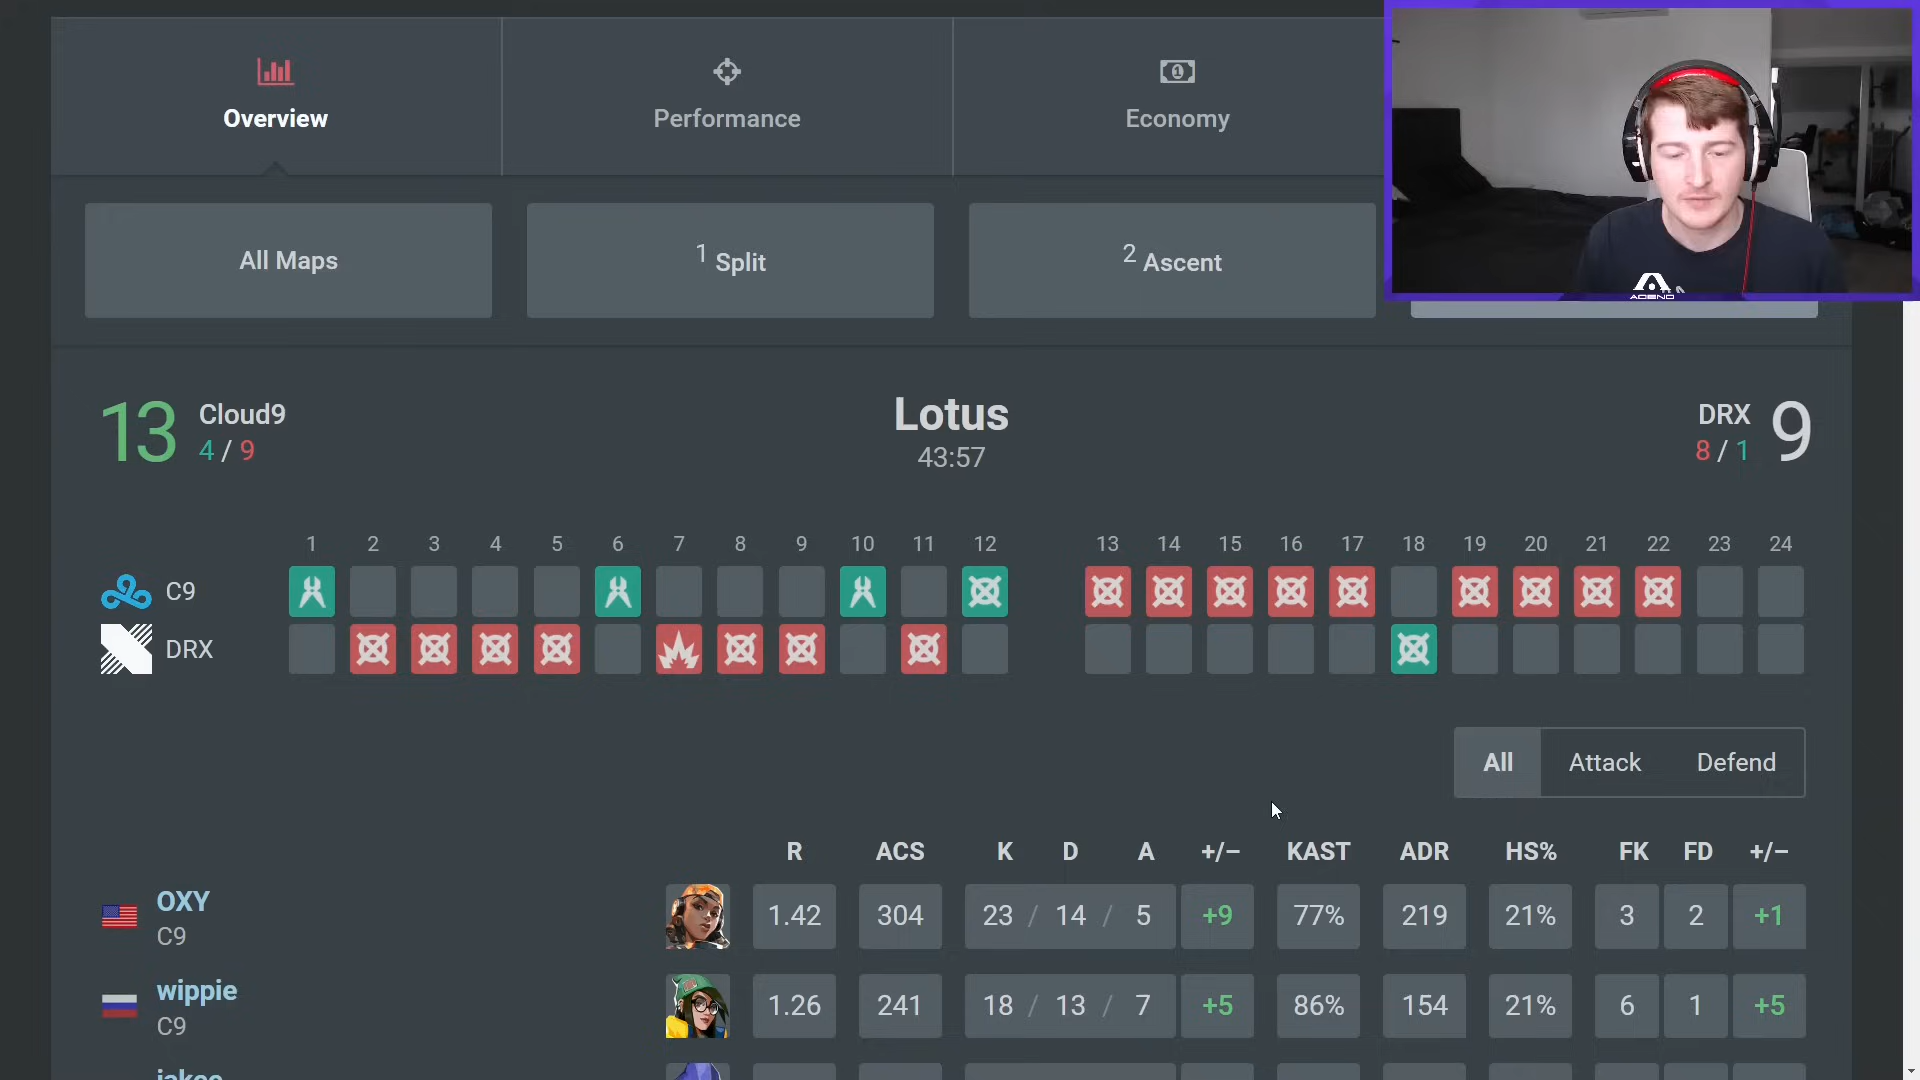 Overview
Performance
Economy
All Maps
1 Split
2 Ascent
13 Cloud9
4 / 9
Lotus
43:57
DRX 9
8 / 1
1 2 3 4 5 6 7 8 9 10 11 12 13 14 15 16 17 18 19 20 21 22 23 24
C9
DRX
All Attack Defend
R ACS K D A +/– KAST ADR HS% FK FD +/–
OXY
C9
1.42 304 23 / 14 / 5 +9 77% 219 21% 3 2 +1
wippie
C9
1.26 241 18 / 13 / 7 +5 86% 154 21% 6 1 +5